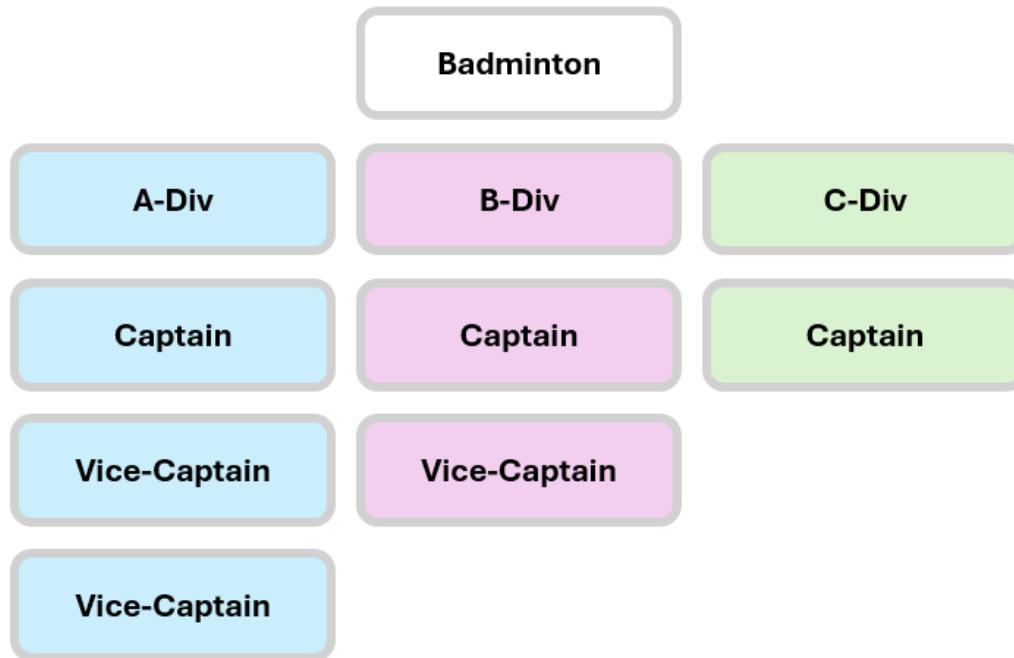 Badminton
A-Div
B-Div
C-Div
Captain
Captain
Captain
Vice-Captain
Vice-Captain
Vice-Captain